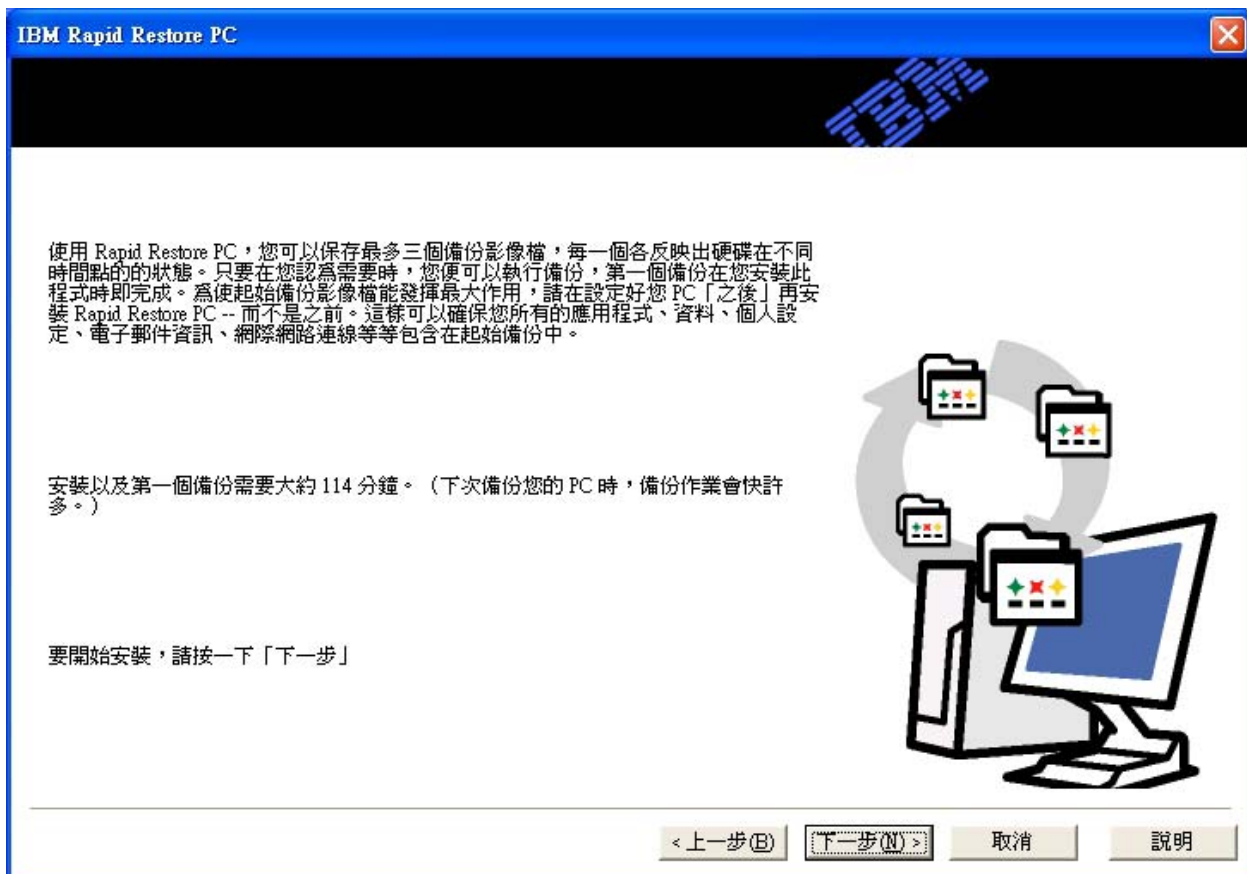 IBM Rapid Restore PC
IBM
使用 Rapid Restore PC，您可以保存最多三個備份影像檔，每一個各反映出硬碟在不同
時間點的的狀態。只要在您認為需要時，您便可以執行備份，第一個備份在您安裝此
程式時即完成。為使起始備份影像檔能發揮最大作用，請在設定好您 PC「之後」再安
裝 Rapid Restore PC -- 而不是之前。這樣可以確保您所有的應用程式、資料、個人設
定、電子郵件資訊、網際網路連線等等包含在起始備份中。
安裝以及第一個備份需要大約 114 分鐘。（下次備份您的 PC 時，備份作業會快許
多。）
要開始安裝，請按一下「下一步」
<上一步(B) 下一步(N)> 取消 說明